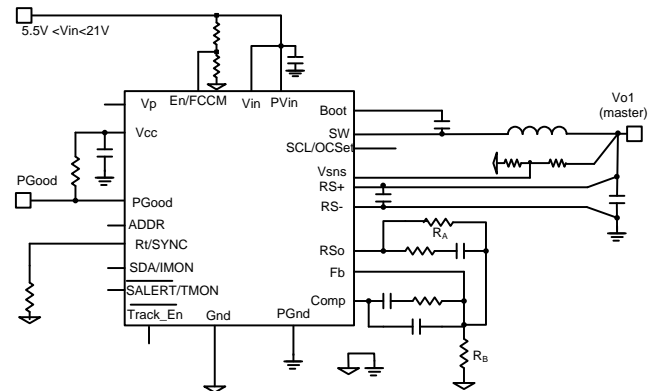 5.5V <Vin<21V
Vp
En/FCCM
Vin
PVin
Boot
Vo1
(master)
Vcc
SW
SCL/OCSet
Vsns
PGood
RS+
PGood
RS-
ADDR
RA
Rt/SYNC
RSo
SDA/IMON
Fb
SALERT/TMON
Comp
Track_En
Gnd
PGnd
RB